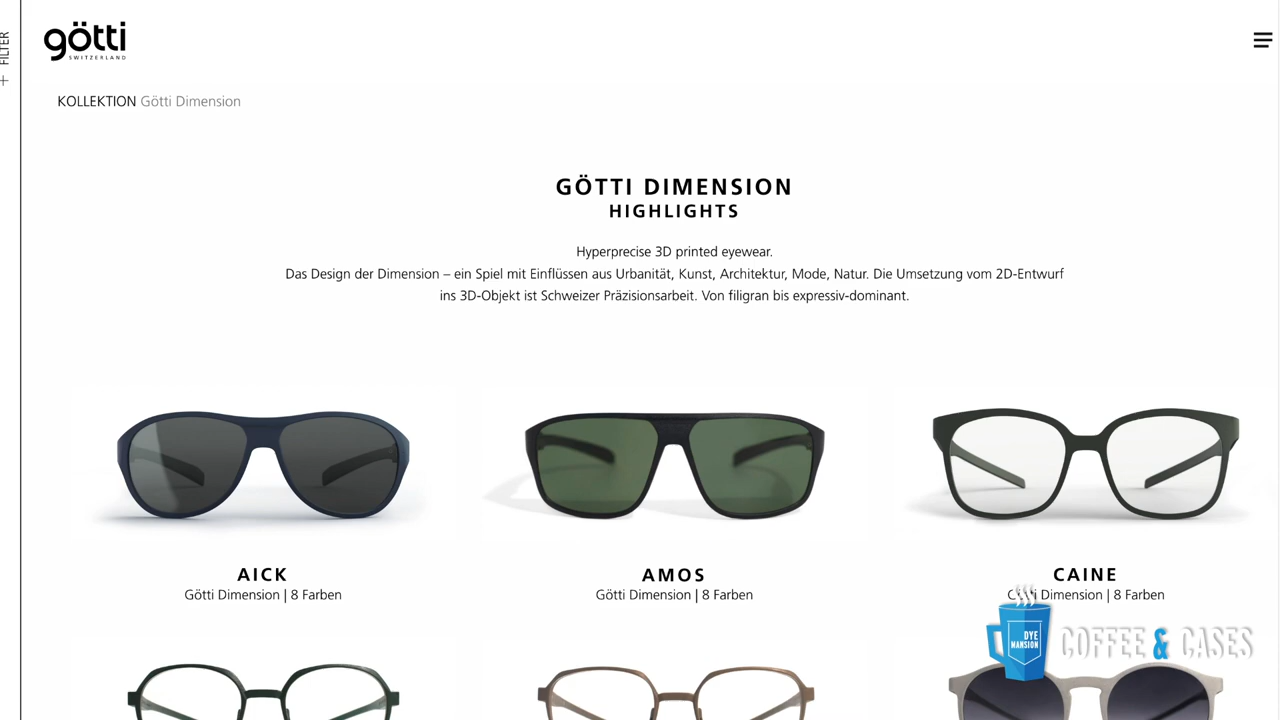 + FILTER
götti
SWITZERLAND
KOLLEKTION Götti Dimension
GÖTTI DIMENSION
HIGHLIGHTS
Hyperprecise 3D printed eyewear.
Das Design der Dimension – ein Spiel mit Einflüssen aus Urbanität, Kunst, Architektur, Mode, Natur. Die Umsetzung vom 2D-Entwurf
ins 3D-Objekt ist Schweizer Präzisionsarbeit. Von filigran bis expressiv-dominant.
AICK
Götti Dimension | 8 Farben
AMOS
Götti Dimension | 8 Farben
CAINE
Götti Dimension | 8 Farben
DYE
MANSION
COFFEE & CASES